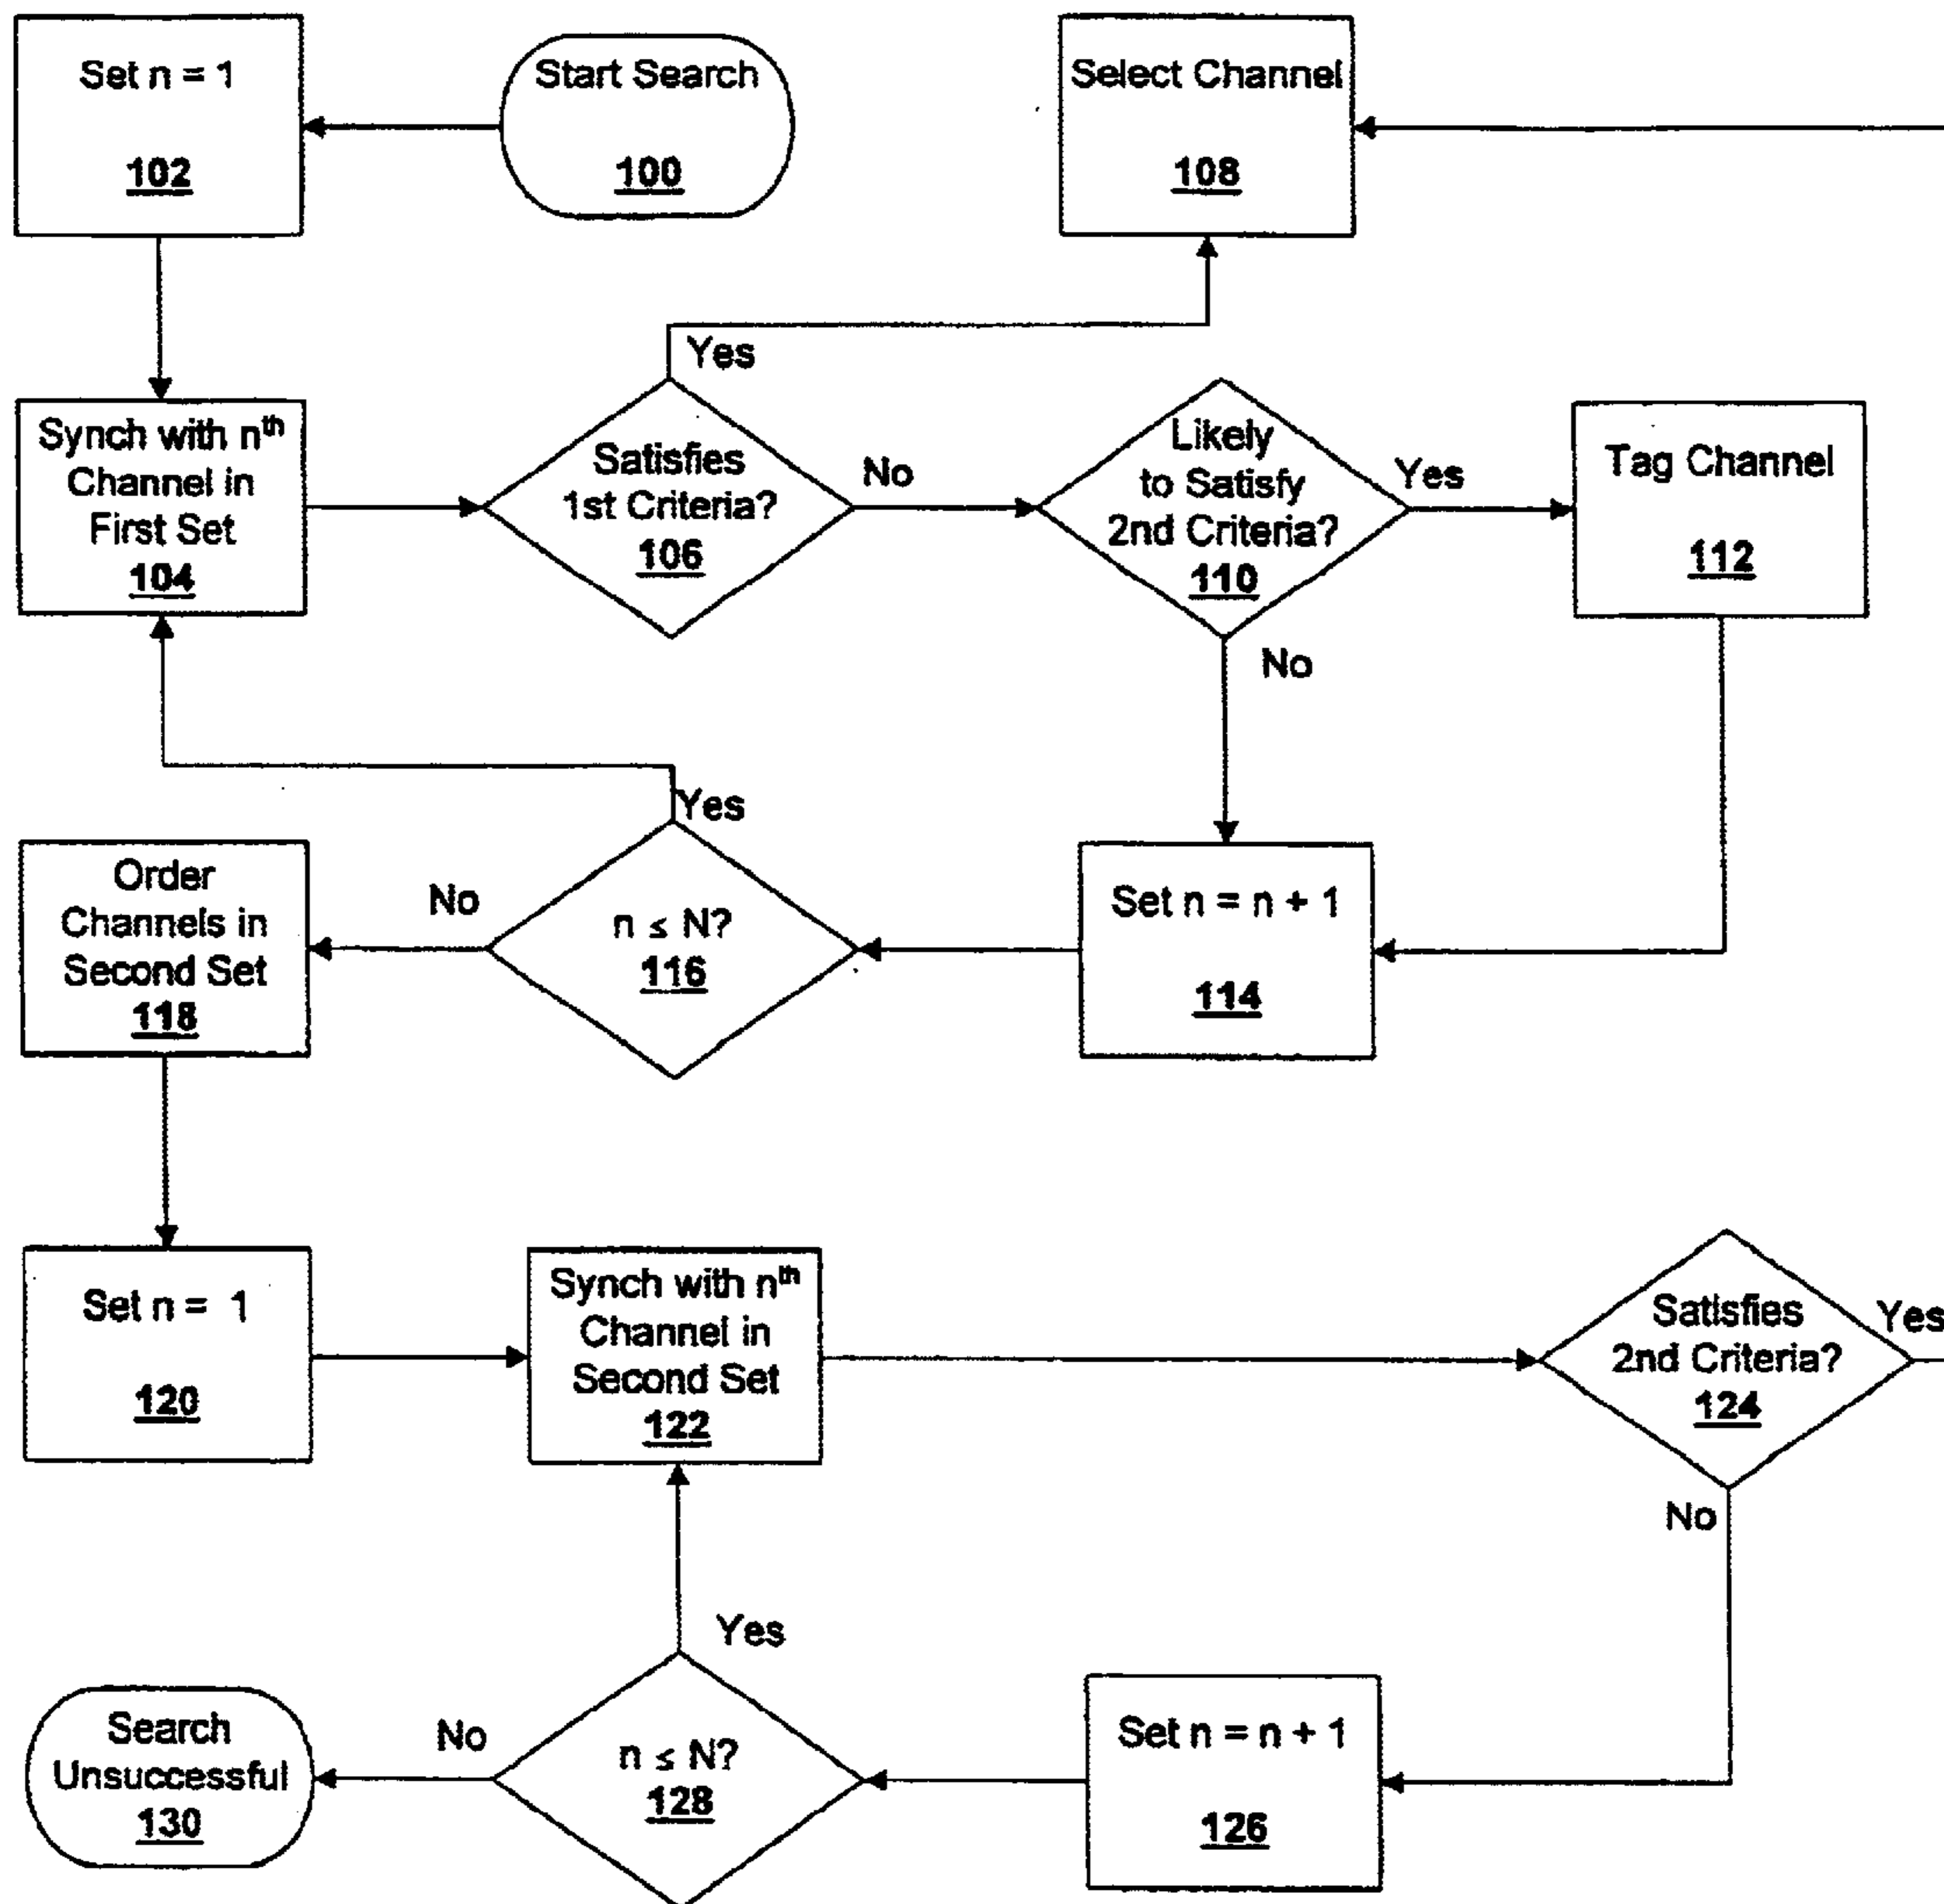 Set n = 1
102
Start Search
100
Select Channel
108
Yes
Synch with nth
Channel in
First Set
104
Satisfies
1st Criteria?
106
No
Likely
to Satisfy
2nd Criteria?
110
Yes
Tag Channel
112
No
Yes
Order
Channels in
Second Set
118
No
n ≤ N?
116
Set n = n + 1
114
Set n = 1
120
Synch with nth
Channel in
Second Set
122
Satisfies
2nd Criteria?
124
Yes
No
Yes
Search
Unsuccessful
130
No
n ≤ N?
128
Set n = n + 1
126